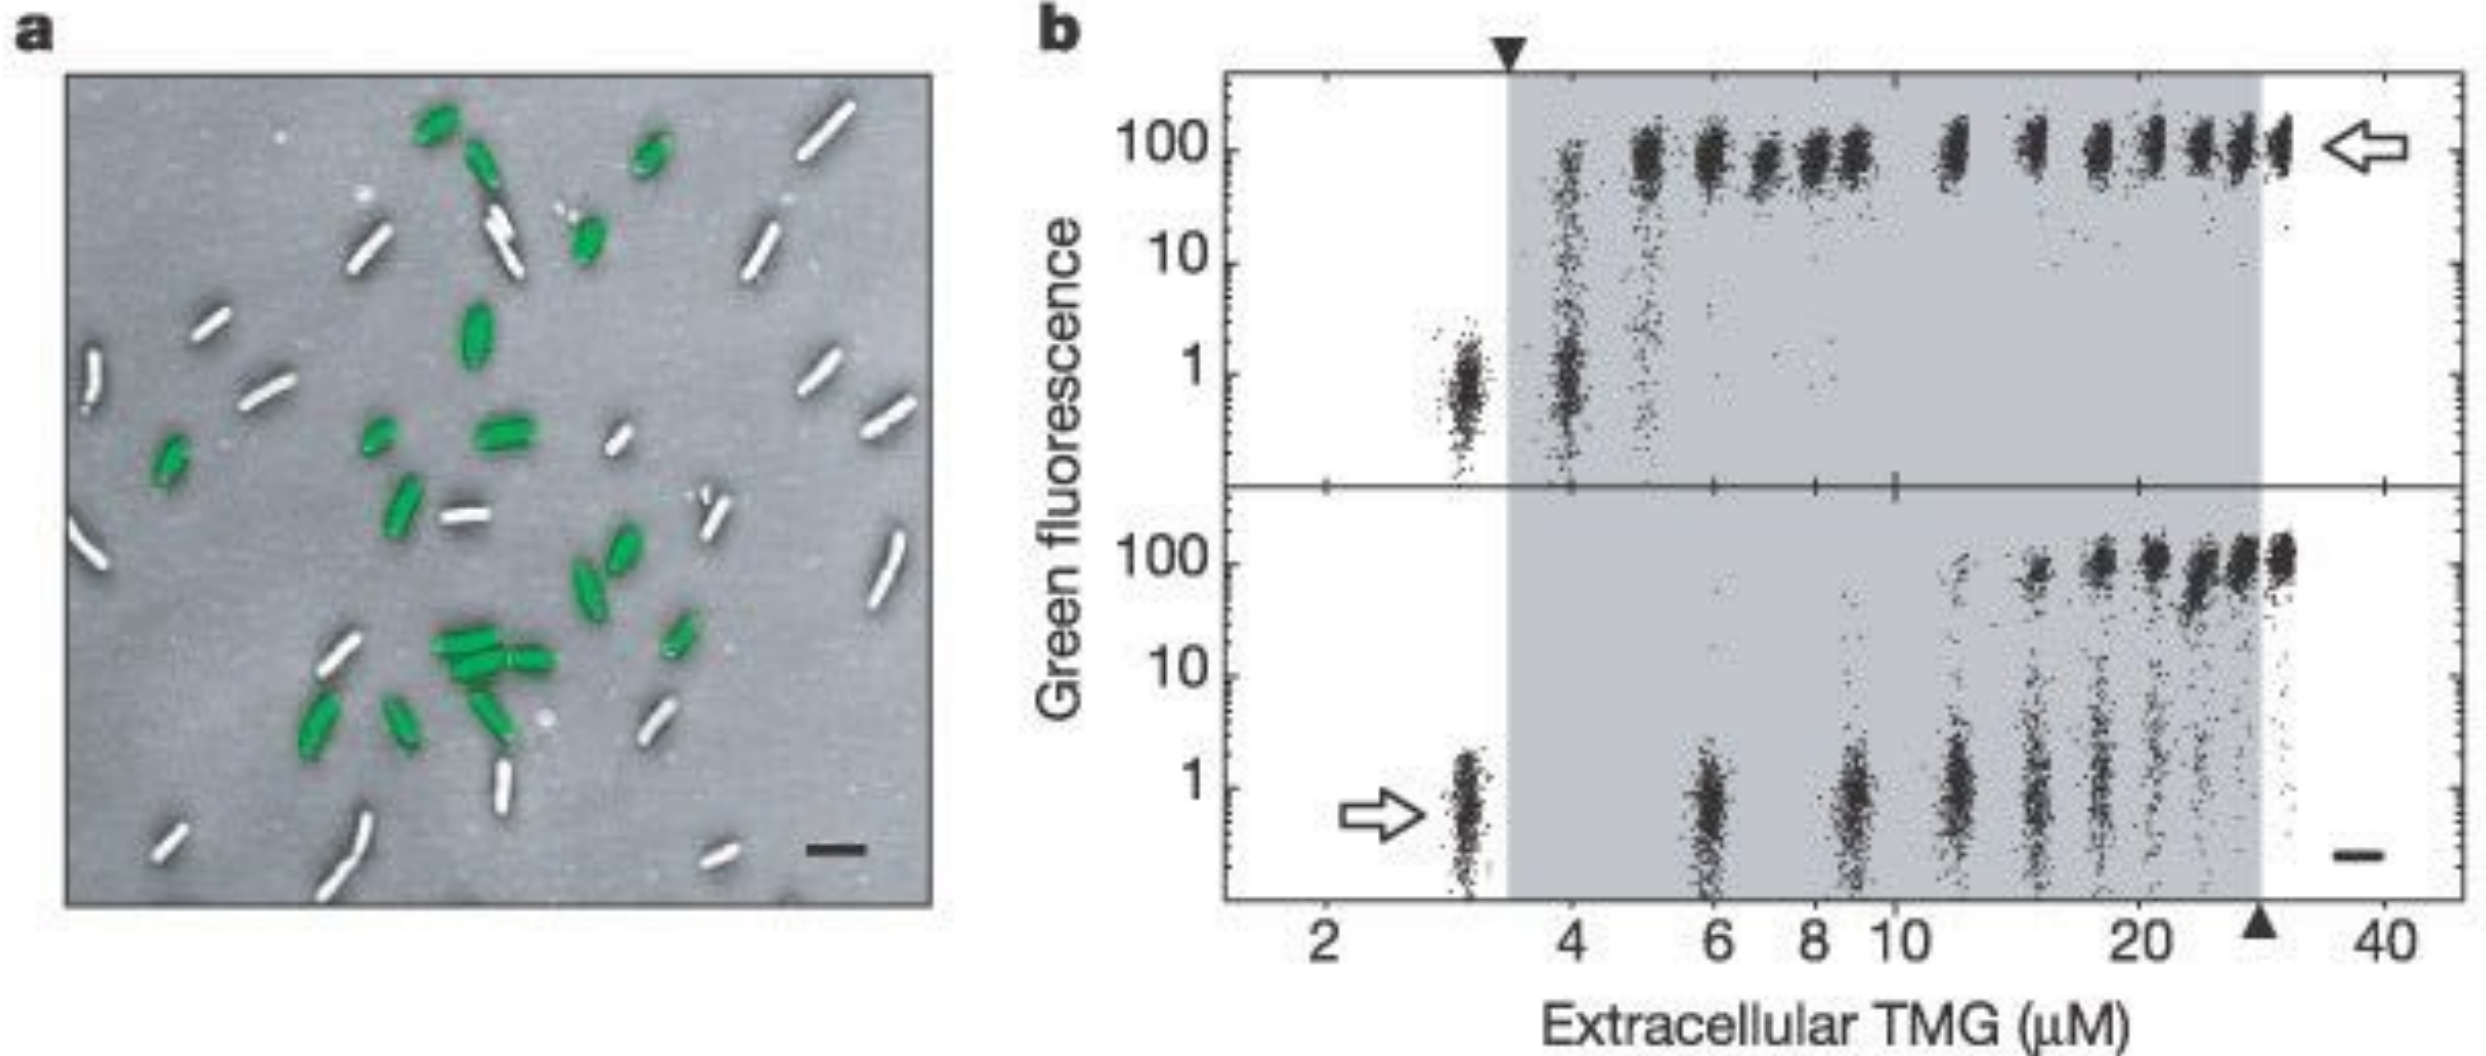 a
b
100
10
1
100
10
1
Green fluorescence
2 4 6 8 10 20 40
Extracellular TMG (μM)